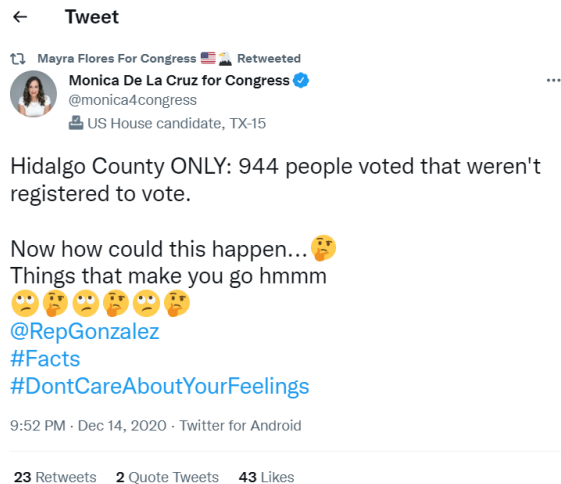 Tweet
Mayra Flores For Congress 🇺🇸🦅 Retweeted
Monica De La Cruz for Congress
@monica4congress
US House candidate, TX-15
Hidalgo County ONLY: 944 people voted that weren't
registered to vote.
Now how could this happen...🤔
Things that make you go hmmm
🙄🤔🙄🤔🙄🤔
@RepGonzalez
#Facts
#DontCareAboutYourFeelings
9:52 PM · Dec 14, 2020 · Twitter for Android
23 Retweets 2 Quote Tweets 43 Likes